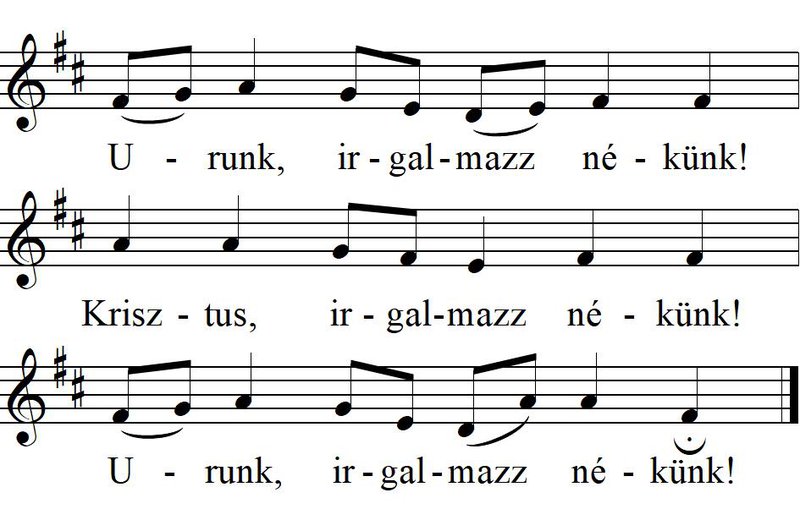 U - runk, ir - gal - mazz né - künk!
Krisz - tus, ir - gal - mazz né - künk!
U - runk, ir - gal - mazz né - künk!